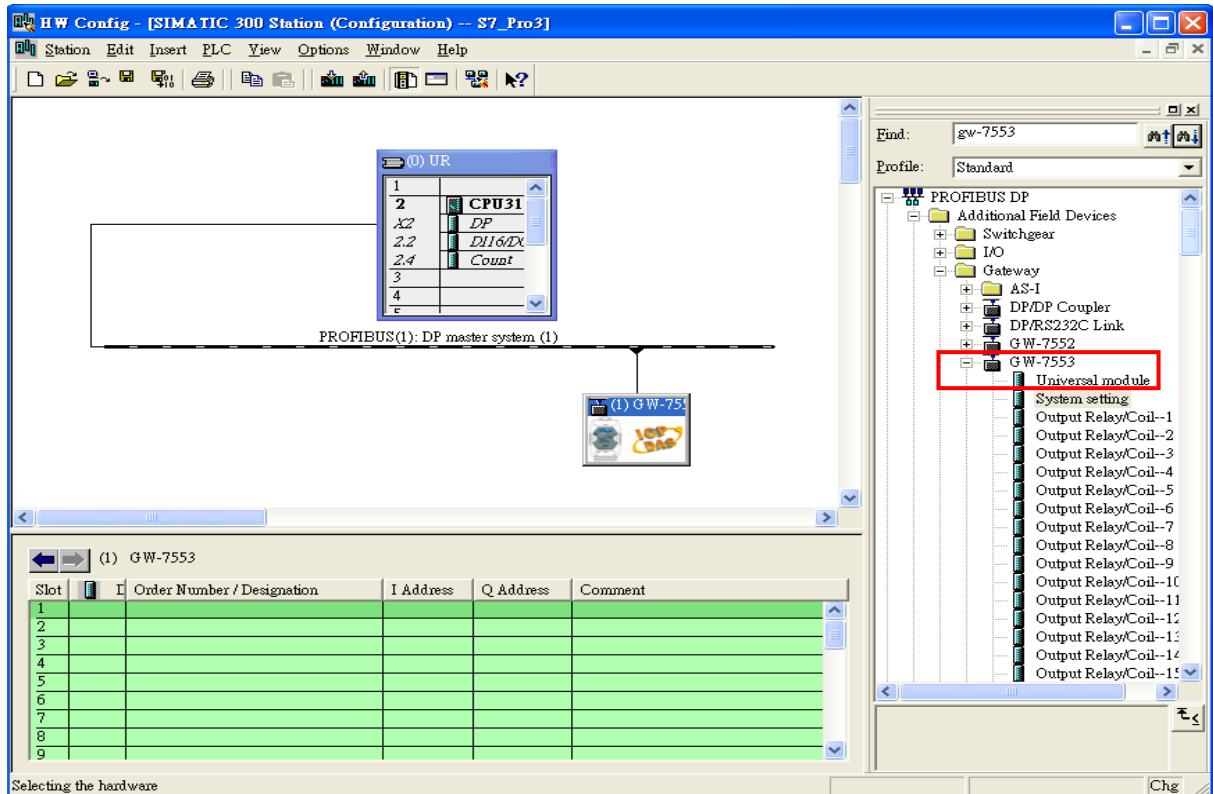 HW Config - [SIMATIC 300 Station (Configuration) -- S7_Pro3]
Station Edit Insert PLC View Options Window Help
(0) UR
1
2 CPU31
X2 DP
2.2 DI16/DO
2.4 Count
3
4
PROFIBUS(1): DP master system (1)
(1) GW-755
ICP DAS
Find: gw-7553
Profile: Standard
PROFIBUS DP
Additional Field Devices
Switchgear
I/O
Gateway
AS-I
DP/DP Coupler
DP/RS232C Link
GW-7552
GW-7553
Universal module
System setting
Output Relay/Coil--1
Output Relay/Coil--2
Output Relay/Coil--3
Output Relay/Coil--4
Output Relay/Coil--5
Output Relay/Coil--6
Output Relay/Coil--7
Output Relay/Coil--8
Output Relay/Coil--9
Output Relay/Coil--10
Output Relay/Coil--11
Output Relay/Coil--12
Output Relay/Coil--13
Output Relay/Coil--14
Output Relay/Coil--15
(1) GW-7553
Slot I Order Number / Designation I Address Q Address Comment
1
2
3
4
5
6
7
8
9
Selecting the hardware Chg